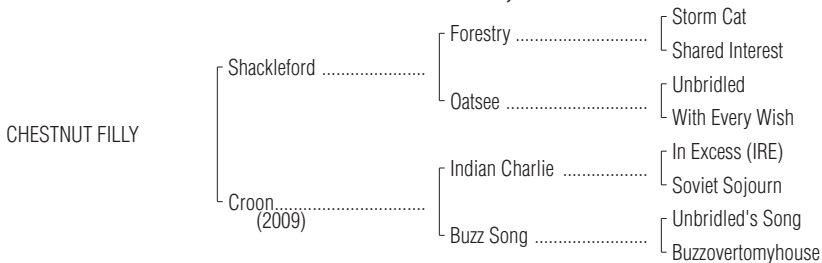 Storm Cat
Forestry ........................
Shared Interest
Shackleford ......................
Unbridled
Oatsee ..........................
With Every Wish
CHESTNUT FILLY
In Excess (IRE)
Indian Charlie ...............
Soviet Sojourn
Croon................................
(2009)
Unbridled's Song
Buzz Song .....................
Buzzovertomyhouse